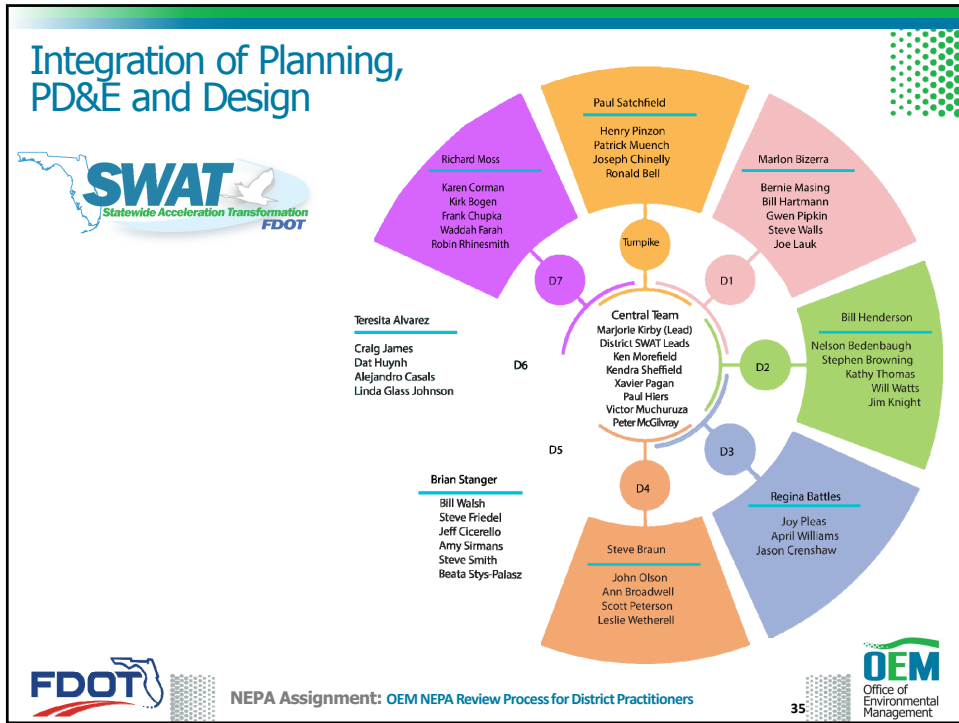 Integration of Planning,
PD&E and Design
SWAT
Statewide Acceleration Transformation
FDOT
Paul Satchfield
Henry Pinzon
Patrick Muench
Joseph Chinelly
Ronald Bell
Turnpike
Richard Moss
Karen Corman
Kirk Bogen
Frank Chupka
Waddah Farah
Robin Rhinesmith
D7
Marlon Bizerra
Bernie Masing
Bill Hartmann
Gwen Pipkin
Steve Walls
Joe Lauk
D1
Teresita Alvarez
Craig James
Dat Huynh
Alejandro Casals
Linda Glass Johnson
D6
Central Team
Marjorie Kirby (Lead)
District SWAT Leads
Ken Morefield
Kendra Sheffield
Xavier Pagan
Paul Hiers
Victor Muchuruza
Peter McGilvray
Bill Henderson
Nelson Bedenbaugh
Stephen Browning
Kathy Thomas
Will Watts
Jim Knight
D2
D5
Brian Stanger
Bill Walsh
Steve Friedel
Jeff Cicerello
Amy Sirmans
Steve Smith
Beata Stys-Palasz
D4
Steve Braun
John Olson
Ann Broadwell
Scott Peterson
Leslie Wetherell
D3
Regina Battles
Joy Pleas
April Williams
Jason Crenshaw
FDOT
NEPA Assignment: OEM NEPA Review Process for District Practitioners
35
OEM
Office of
Environmental
Management